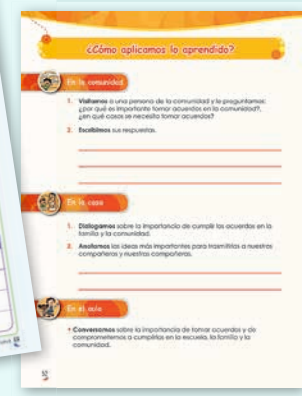 ¿Cómo aplicamos lo aprendido?
En la comunidad
1. Visitamos a una persona de la comunidad y le preguntamos:
¿por qué es importante tomar acuerdos en la comunidad?,
¿en qué casos se necesita tomar acuerdos?
2. Escribimos sus respuestas.
En la casa
1. Dialogamos sobre la importancia de cumplir los acuerdos en la
familia y la comunidad.
2. Anotamos las ideas más importantes para trasmitirlas a nuestros
compañeros y nuestras compañeras.
En el aula
• Conversamos sobre la importancia de tomar acuerdos y de
comprometernos a cumplirlos en la escuela, la familia y la
comunidad.
52